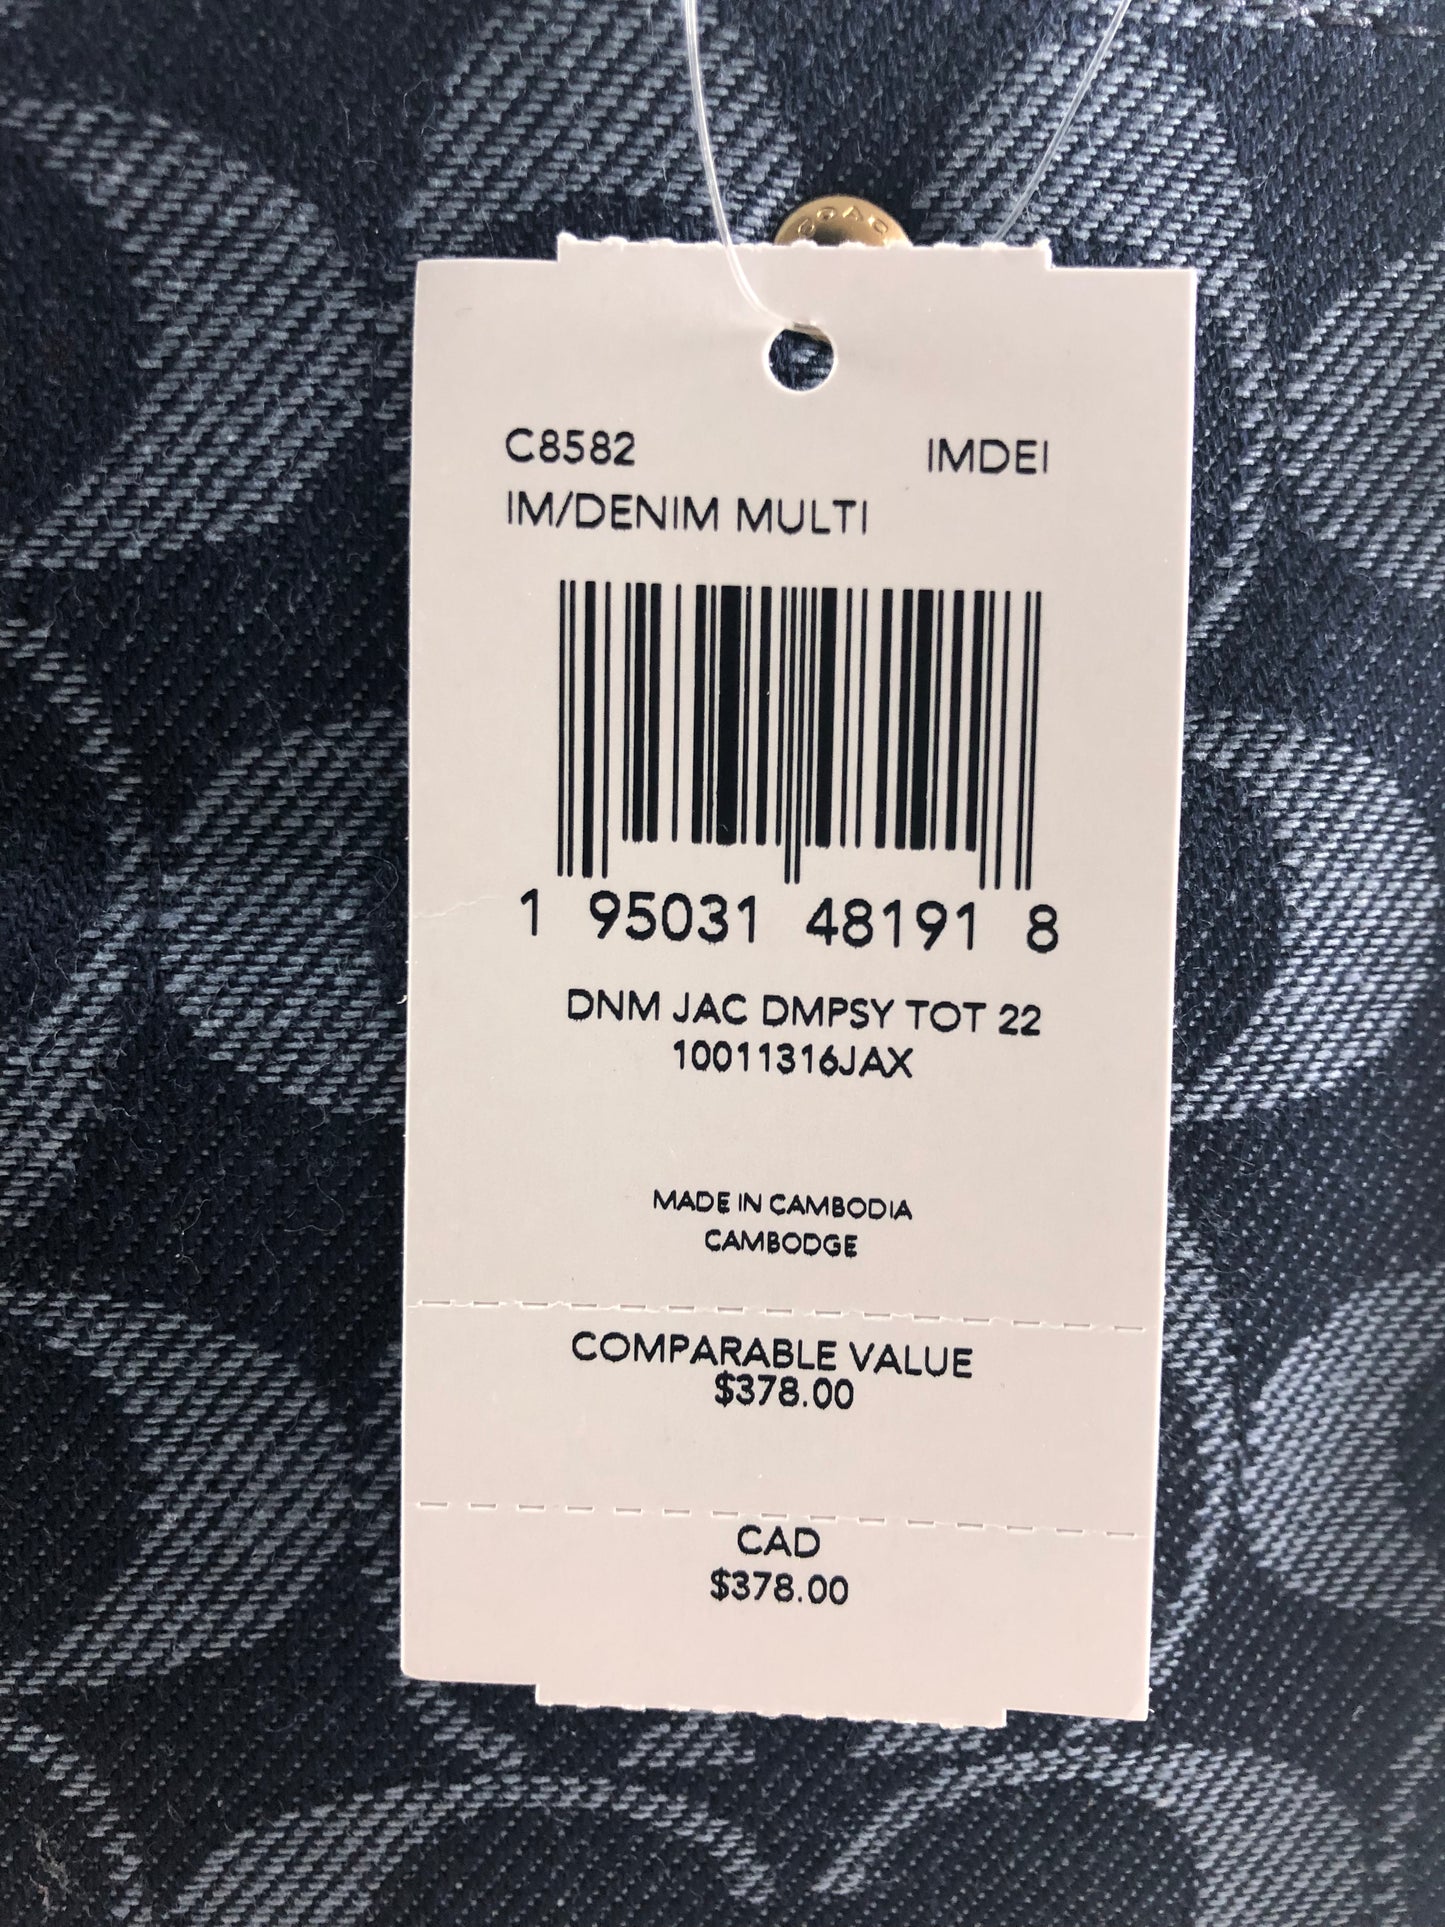 COAC
C8582 IMDEI
IM/DENIM MULTI
1 95031 48191 8
DNM JAC DMPSY TOT 22
10011316JAX
MADE IN CAMBODIA
CAMBODGE
COMPARABLE VALUE
$378.00
CAD
$378.00